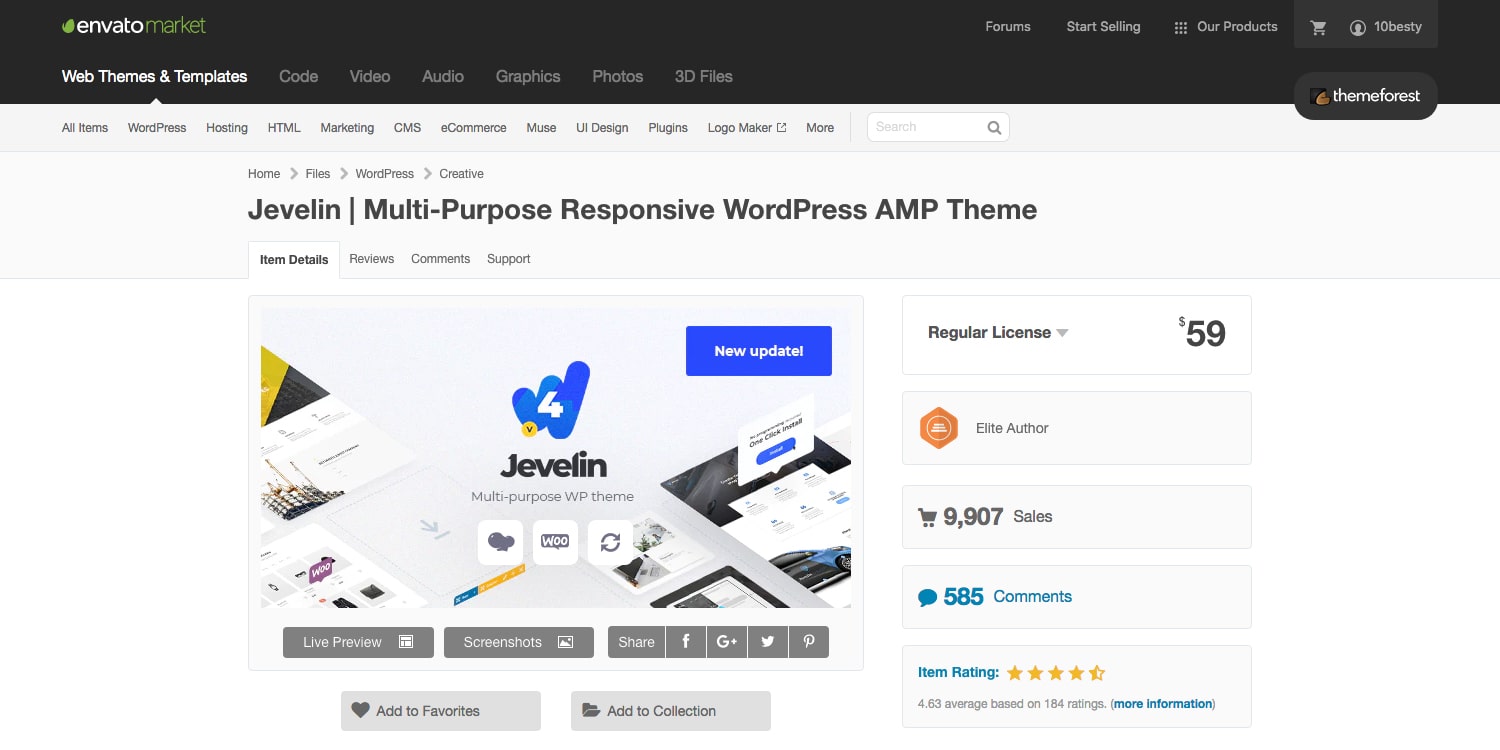 envatomarket
Forums
Start Selling
Our Products
10besty
Web Themes & Templates
Code
Video
Audio
Graphics
Photos
3D Files
themeforest
All Items
WordPress
Hosting
HTML
Marketing
CMS
eCommerce
Muse
UI Design
Plugins
Logo Maker
More
Search
Home
Files
WordPress
Creative
Jevelin | Multi-Purpose Responsive WordPress AMP Theme
Item Details
Reviews
Comments
Support
New update!
4
V
Jevelin
Multi-purpose WP theme
One Click Install
WOO
WOO
Live Preview
Screenshots
Share
f
G+
Add to Favorites
Add to Collection
Regular License
$59
Elite Author
9,907 Sales
585 Comments
Item Rating:
4.63 average based on 184 ratings. (more information)